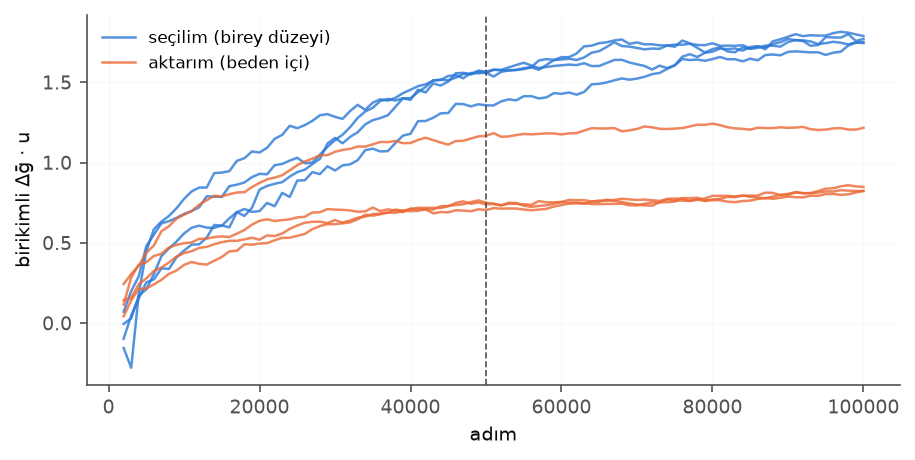 seçilim (birey düzeyi)
aktarım (beden içi)
birikimli Δḡ · u
1.5
1.0
0.5
0.0
0
20000
40000
60000
80000
100000
adım